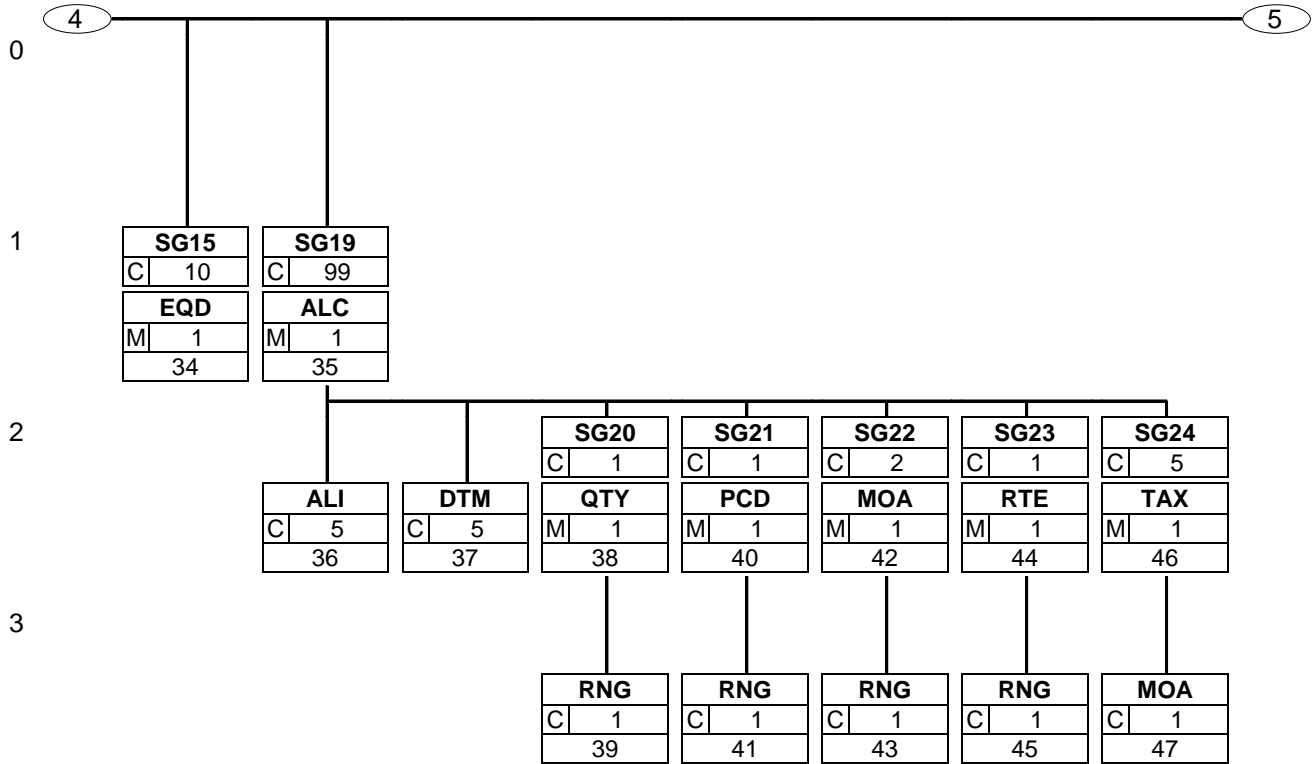 4 5
0
1
SG15 SG19
C 10 C 99
EQD ALC
M 1 M 1
34 35
2
SG20 SG21 SG22 SG23 SG24
C 1 C 1 C 2 C 1 C 5
ALI DTM QTY PCD MOA RTE TAX
C 5 C 5 M 1 M 1 M 1 M 1 M 1
36 37 38 40 42 44 46
3
RNG RNG RNG RNG MOA
C 1 C 1 C 1 C 1 C 1
39 41 43 45 47